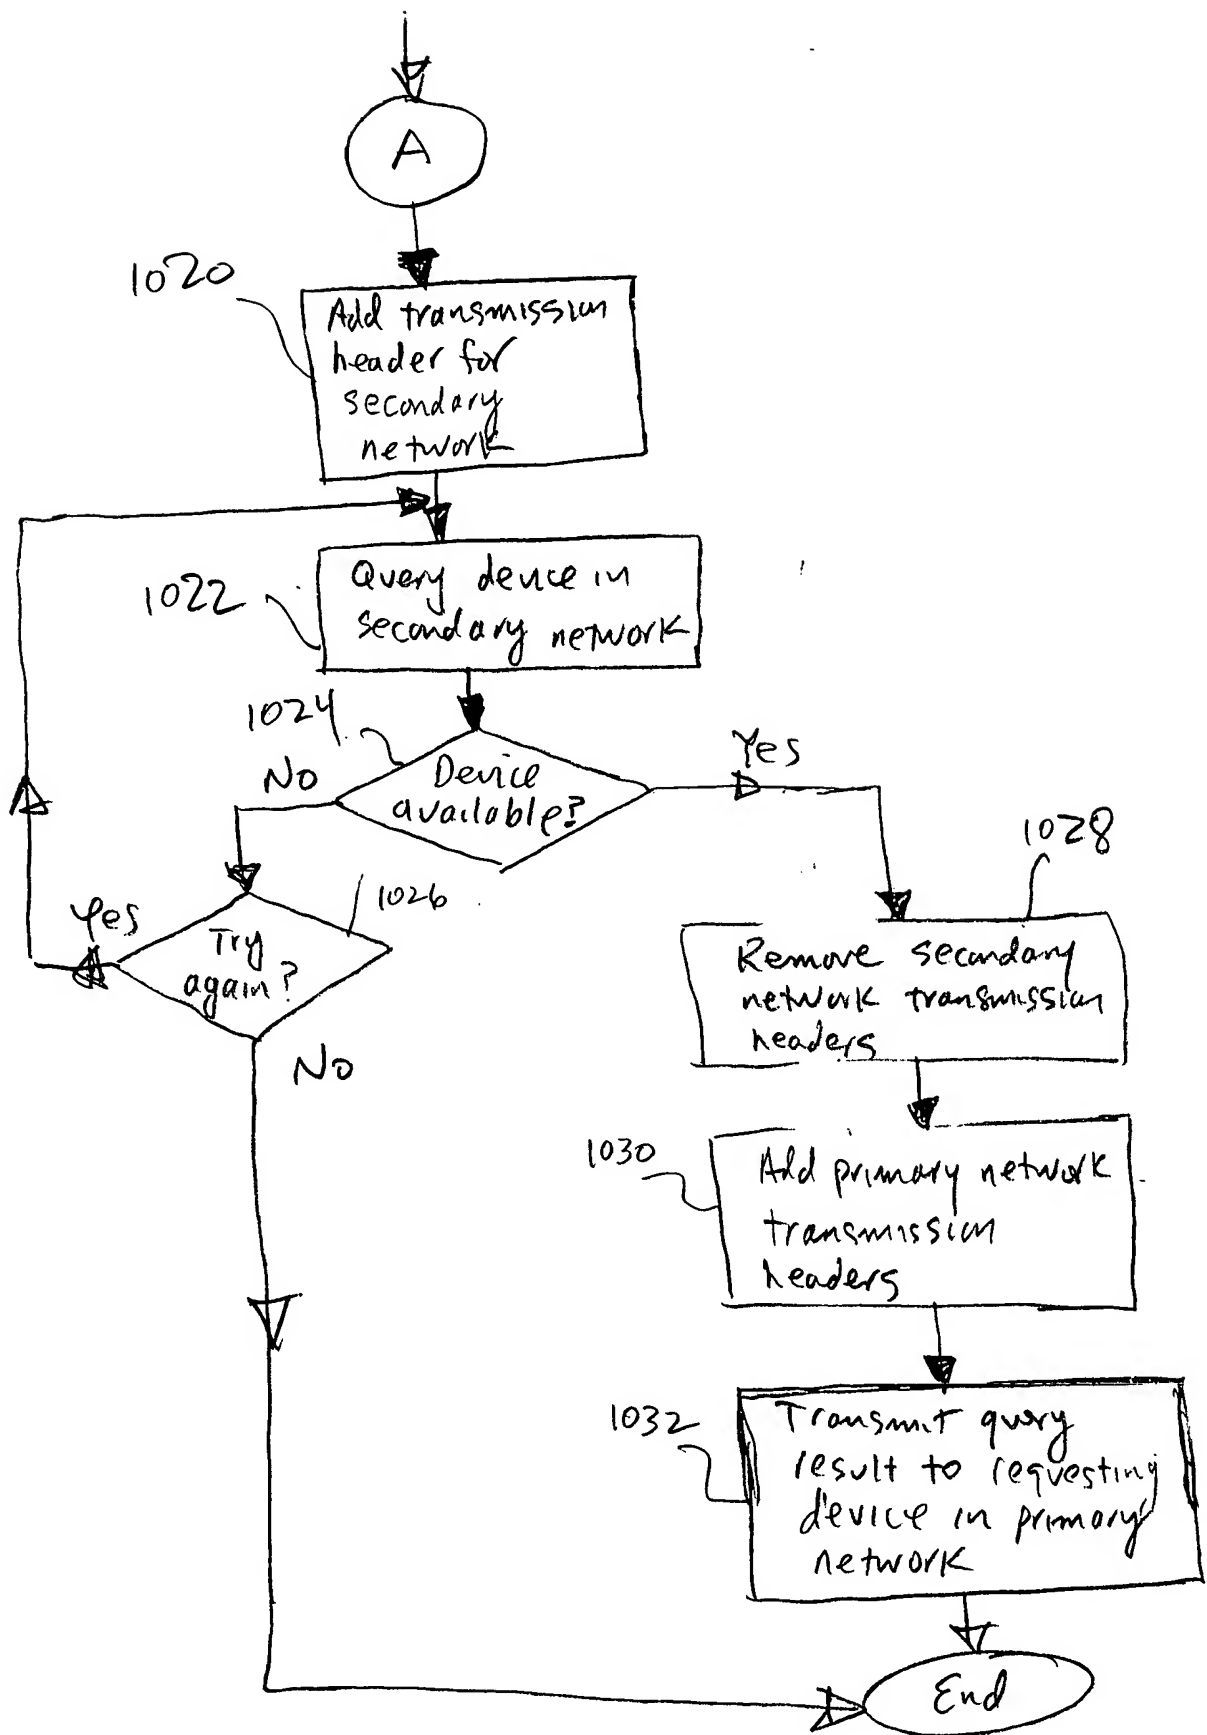 A
1020
Add transmission
header for
secondary
network
1022
Query device in
secondary network
1024
No
Device
available?
Yes
1028
1026
Yes
Try
again?
No
Remove secondary
network transmission
headers
1030
Add primary network
transmission
headers
1032
Transmit query
result to requesting
device in primary
network
End